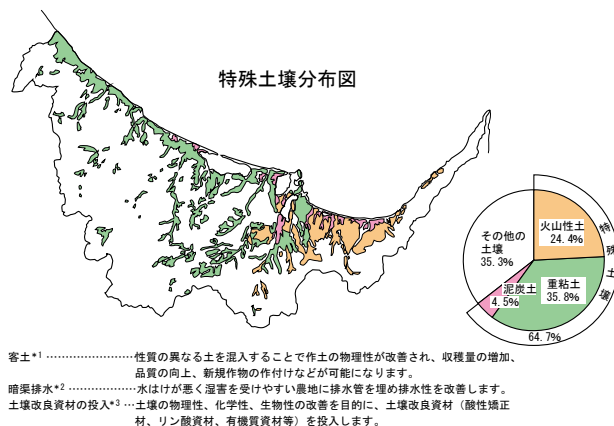 特殊土壌分布図
火山性土
24.4%
その他の
土壌
35.3%
泥炭土
4.5%
重粘土
35.8%
特殊土壌
64.7%
客土*1 ……………………性質の異なる土を混入することで作土の物理性が改善され、収穫量の増加、
品質の向上、新規作物の作付けなどが可能になります。
暗渠排水*2 ………………水はけが悪く湿害を受けやすい農地に排水管を埋め排水性を改善します。
土壌改良資材の投入*3 …土壌の物理性、化学性、生物性の改善を目的に、土壌改良資材（酸性矯正
材、リン酸資材、有機質資材等）を投入します。